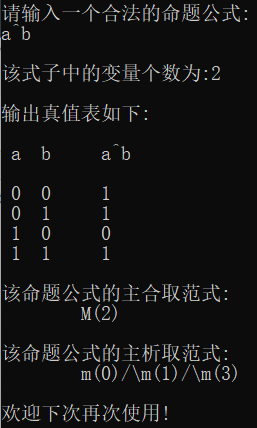 请输入一个合法的命题公式:
a^b
该式子中的变量个数为:2
输出真值表如下:
a b a^b
0 0 1
0 1 1
1 0 0
1 1 1
该命题公式的主合取范式:
M(2)
该命题公式的主析取范式:
m(0)/\m(1)/\m(3)
欢迎下次再次使用!